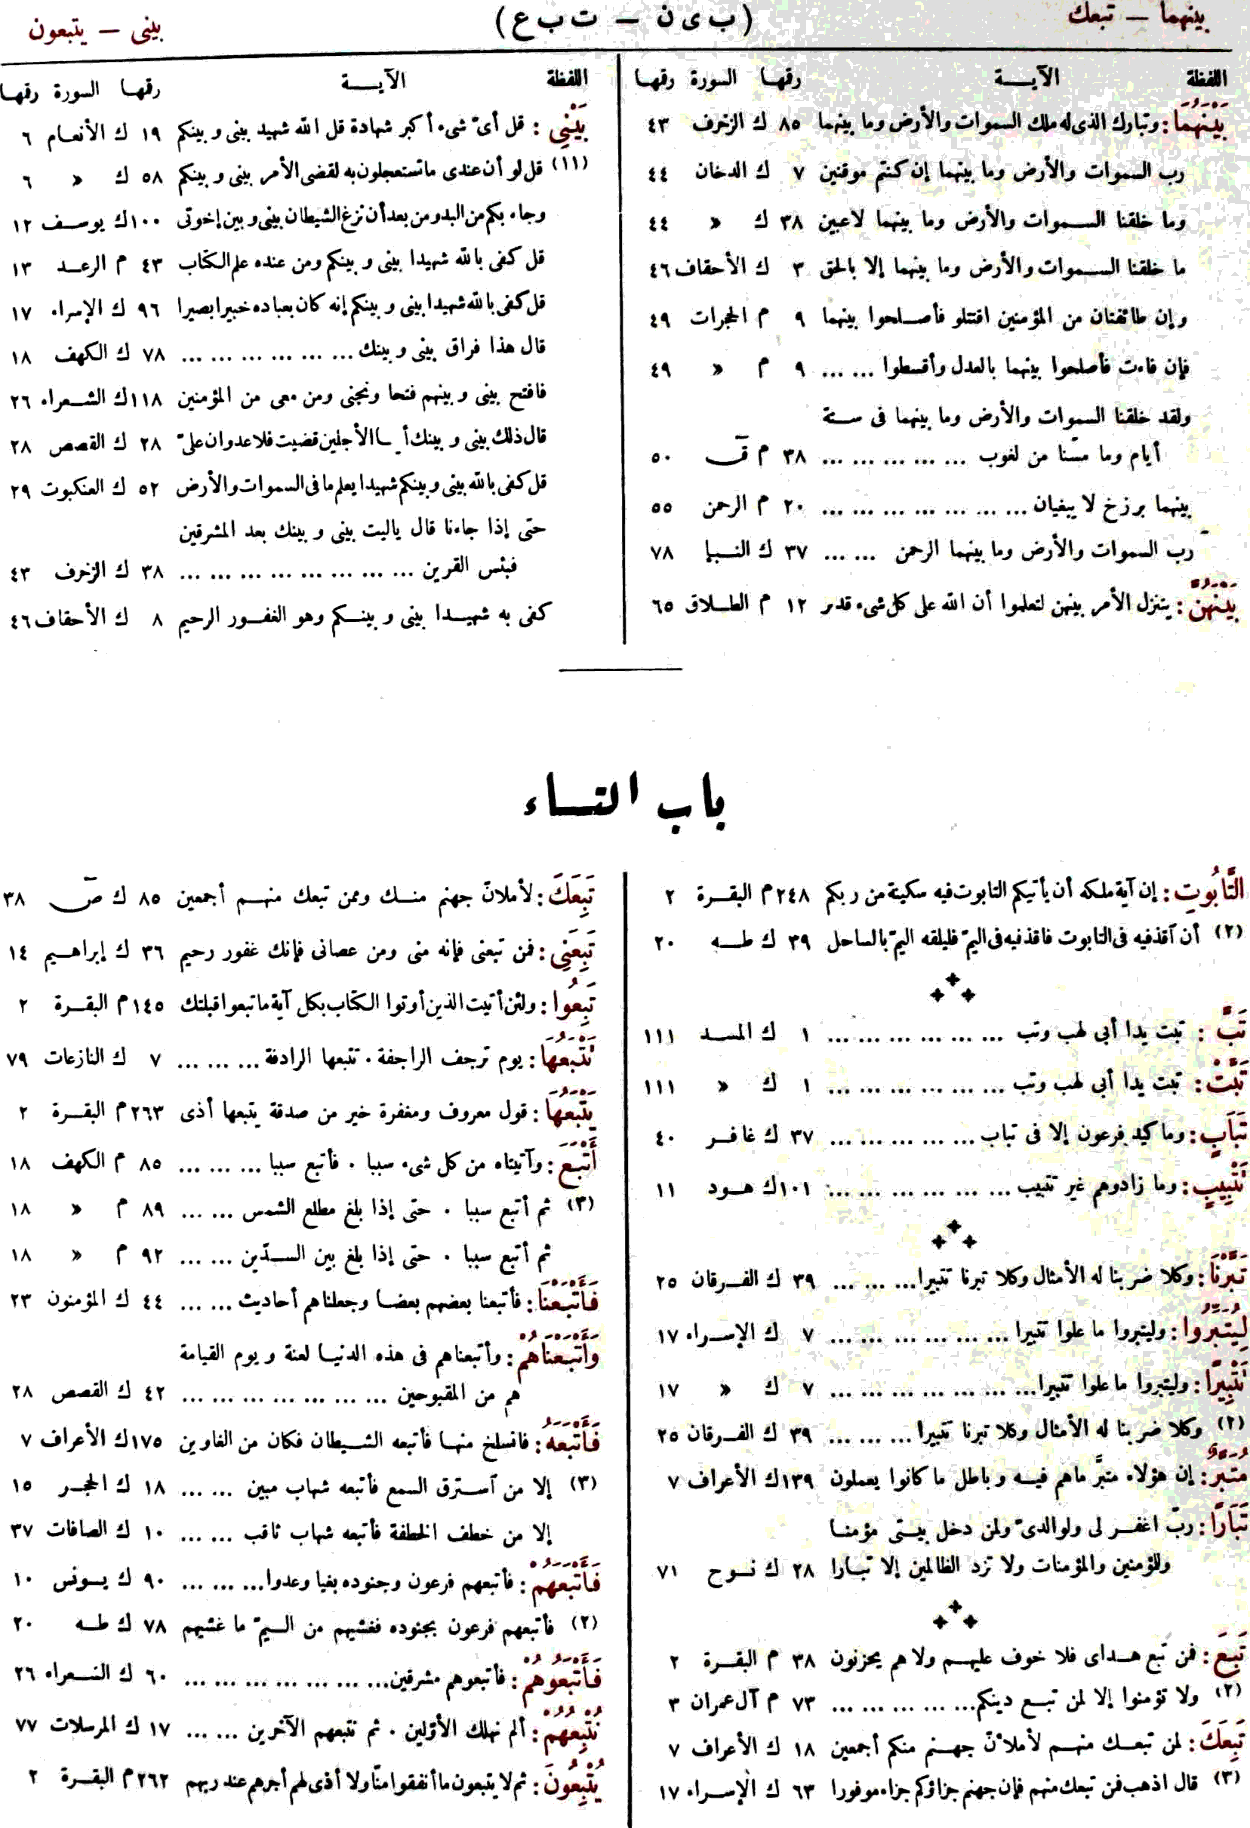 بينهما — تبعك
(ب ى ن — ت ب ع)
بينى — يتبعون
اللفظة الآيــــة رقمها السورة رقمها
بَيْنَهُمَا: وتبارك الذى له ملك السموات والأرض وما بينهما ٨٥ ك الزخرف ٤٣
رب السموات والأرض وما بينهما إن كنتم موقنين ٧ ك الدخان ٤٤
وما خلقنا السموات والأرض وما بينهما لاعبين ٣٨ ك » ٤٤
ما خلقنا السموات والأرض وما بينهما إلا بالحق ٣ ك الأحقاف ٤٦
وإن طائفتان من المؤمنين اقتتلو فأصلحوا بينهما ٩ م الحجرات ٤٩
فإن فاءت فأصلحوا بينهما بالعدل وأقسطوا ... ... ٩ م » ٤٩
ولقد خلقنا السموات والأرض وما بينهما فى ستة
أيام وما مسّنا من لغوب ... ... ... ... ... ٣٨ م قۤ ٥٠
بينهما برزخ لا يبغيان ... ... ... ... ... ... ... ٢٠ م الرحمن ٥٥
رب السموات والأرض وما بينهما الرحمن ... ... ٣٧ ك النبإ ٧٨
بَيْنَهُنَّ: يتنزل الأمر بينهن لتعلموا أن الله على كل شىء قدير ١٢ م الطلاق ٦٥
اللفظة الآيــــة رقمها السورة رقمها
بَيْنِى: قل أىّ شىء أكبر شهادة قل الله شهيد بينى وبينكم ١٩ ك الأنعام ٦
(١١) قل لو أن عندى ما تستعجلون به لقضى الأمر بينى وبينكم ٥٨ ك » ٦
وجاء بكم من البدو من بعد أن نزغ الشيطان بينى وبين إخوتى ١٠٠ ك يوسف ١٢
قل كفى بالله شهيدا بينى وبينكم ومن عنده علم الكتاب ٤٣ م الرعد ١٣
قل كفى بالله شهيدا بينى وبينكم إنه كان بعباده خبيرا بصيرا ٩٦ ك الإسراء ١٧
قال هذا فراق بينى وبينك ... ... ... ... ... ... ٧٨ ك الكهف ١٨
فافتح بينى وبينهم فتحا ونجنى ومن معى من المؤمنين ١١٨ ك الشعراء ٢٦
قال ذلك بينى وبينك أيما الأجلين قضيت فلا عدوان علىّ ٢٨ ك القصص ٢٨
قل كفى بالله بينى وبينكم شهيدا يعلم ما فى السموات والأرض ٥٢ ك العنكبوت ٢٩
حتى إذا جاءنا قال ياليت بينى وبينك بعد المشرقين
فبئس القرين ... ... ... ... ... ... ... ... ... ٣٨ ك الزخرف ٤٣
كفى به شهيدا بينى وبينكم وهو الغفور الرحيم ٨ ك الأحقاف ٤٦
باب التاء
التَّابُوتِ: إن آية ملكه أن يأتيكم التابوت فيه سكينة من ربكم ٢٤٨ م البقرة ٢
(٢) أن ٱقذفيه فى التابوت فاقذفيه فى اليمّ فليلقه اليمّ بالساحل ٣٩ ك طه ٢٠
تَبَّ: تبت يدا أبى لهب وتب ... ... ... ... ... ... ١ ك المسد ١١١
تَبَّتْ: تبت يدا أبى لهب وتب ... ... ... ... ... ... ١ ك » ١١١
تَبَابٍ: وما كيد فرعون إلا فى تباب ... ... ... ... ... ٣٧ ك غافر ٤٠
تَتْبِيبٍ: وما زادوهم غير تتبيب ... ... ... ... ... ... ١٠١ ك هود ١١
تَبَّرْنَا: وكلا ضربنا له الأمثال وكلا تبرنا تتبيرا ... ... ... ٣٩ ك الفرقان ٢٥
لِيُتَبِّرُوا: وليتبروا ما علوا تتبيرا ... ... ... ... ... ... ٧ ك الإسراء ١٧
تَتْبِيرًا: وليتبروا ما علوا تتبيرا ... ... ... ... ... ... ... ٧ ك » ١٧
(٢) وكلا ضربنا له الأمثال وكلا تبرنا تتبيرا ... ... ... ٣٩ ك الفرقان ٢٥
مُتَبَّرٌ: إن هؤلاء متبَّر ماهم فيه وباطل ما كانوا يعملون ١٣٩ ك الأعراف ٧
تَبَارًا: ربّ اغفر لى ولوالدىّ ولمن دخل بيتى مؤمنا
وللمؤمنين والمؤمنات ولا تزد الظالمين إلا تبارا ٢٨ ك نوح ٧١
تَبِعَ: فمن تبع هداى فلا خوف عليهم ولا هم يحزنون ٣٨ م البقرة ٢
(٢) ولا تؤمنوا إلا لمن تبع دينكم ... ... ... ... ... ٧٣ م آل عمران ٣
تَبِعَكَ: لمن تبعك منهم لأملأنّ جهنم منكم أجمعين ١٨ ك الأعراف ٧
(٣) قال اذهب فمن تبعك منهم فإن جهنم جزاؤكم جزاء موفورا ٦٣ ك الإسراء ١٧
تَبِعَكَ: لأملأنّ جهنم منك وممن تبعك منهم أجمعين ٨٥ ك صۤ ٣٨
تَبِعَنِى: فمن تبعنى فإنه منى ومن عصانى فإنك غفور رحيم ٣٦ ك إبراهيم ١٤
تَبِعُوا: ولئن أتيت الذين أوتوا الكتاب بكل آية ما تبعوا قبلتك ١٤٥ م البقرة ٢
تَتْبَعُهَا: يوم ترجف الراجفة . تتبعها الرادفة ... ... ... ٧ ك النازعات ٧٩
يَتْبَعُهَا: قول معروف ومغفرة خير من صدقة يتبعها أذى ٢٦٣ م البقرة ٢
أَتْبَعَ: وآتيناه من كل شىء سببا . فأتبع سببا ... ... ... ٨٥ م الكهف ١٨
(٣) ثم أتبع سببا . حتى إذا بلغ مطلع الشمس ... ... ٨٩ م » ١٨
ثم أتبع سببا . حتى إذا بلغ بين السدّين ... ... ٩٢ م » ١٨
فَأَتْبَعْنَا: فأتبعنا بعضهم بعضا وجعلناهم أحاديث ... ... ٤٤ ك المؤمنون ٢٣
وَأَتْبَعْنَاهُمْ: وأتبعناهم فى هذه الدنيا لعنة ويوم القيامة
هم من المقبوحين ... ... ... ... ... ... ... ... ٤٢ ك القصص ٢٨
فَأَتْبَعَهُ: فانسلخ منها فأتبعه الشيطان فكان من الغاوين ١٧٥ ك الأعراف ٧
(٣) إلا من ٱسترق السمع فأتبعه شهاب مبين ... ... ١٨ ك الحجر ١٥
إلا من خطف الخطفة فأتبعه شهاب ثاقب ... ... ١٠ ك الصافات ٣٧
فَأَتْبَعَهُمْ: فأتبعهم فرعون وجنوده بغيا وعدوا ... ... ... ٩٠ ك يونس ١٠
(٢) فأتبعهم فرعون بجنوده فغشيهم من اليمّ ما غشيهم ٧٨ ك طه ٢٠
فَأَتْبَعُوهُمْ: فأتبعوهم مشرقين ... ... ... ... ... ... ... ٦٠ ك الشعراء ٢٦
نُتْبِعُهُمْ: ألم نهلك الأوّلين . ثم نتبعهم الآخرين ... ... ١٧ ك المرسلات ٧٧
يُتْبِعُونَ: ثم لا يتبعون ما أنفقوا منّا ولا أذى لهم أجرهم عند ربهم ٢٦٢ م البقرة ٢